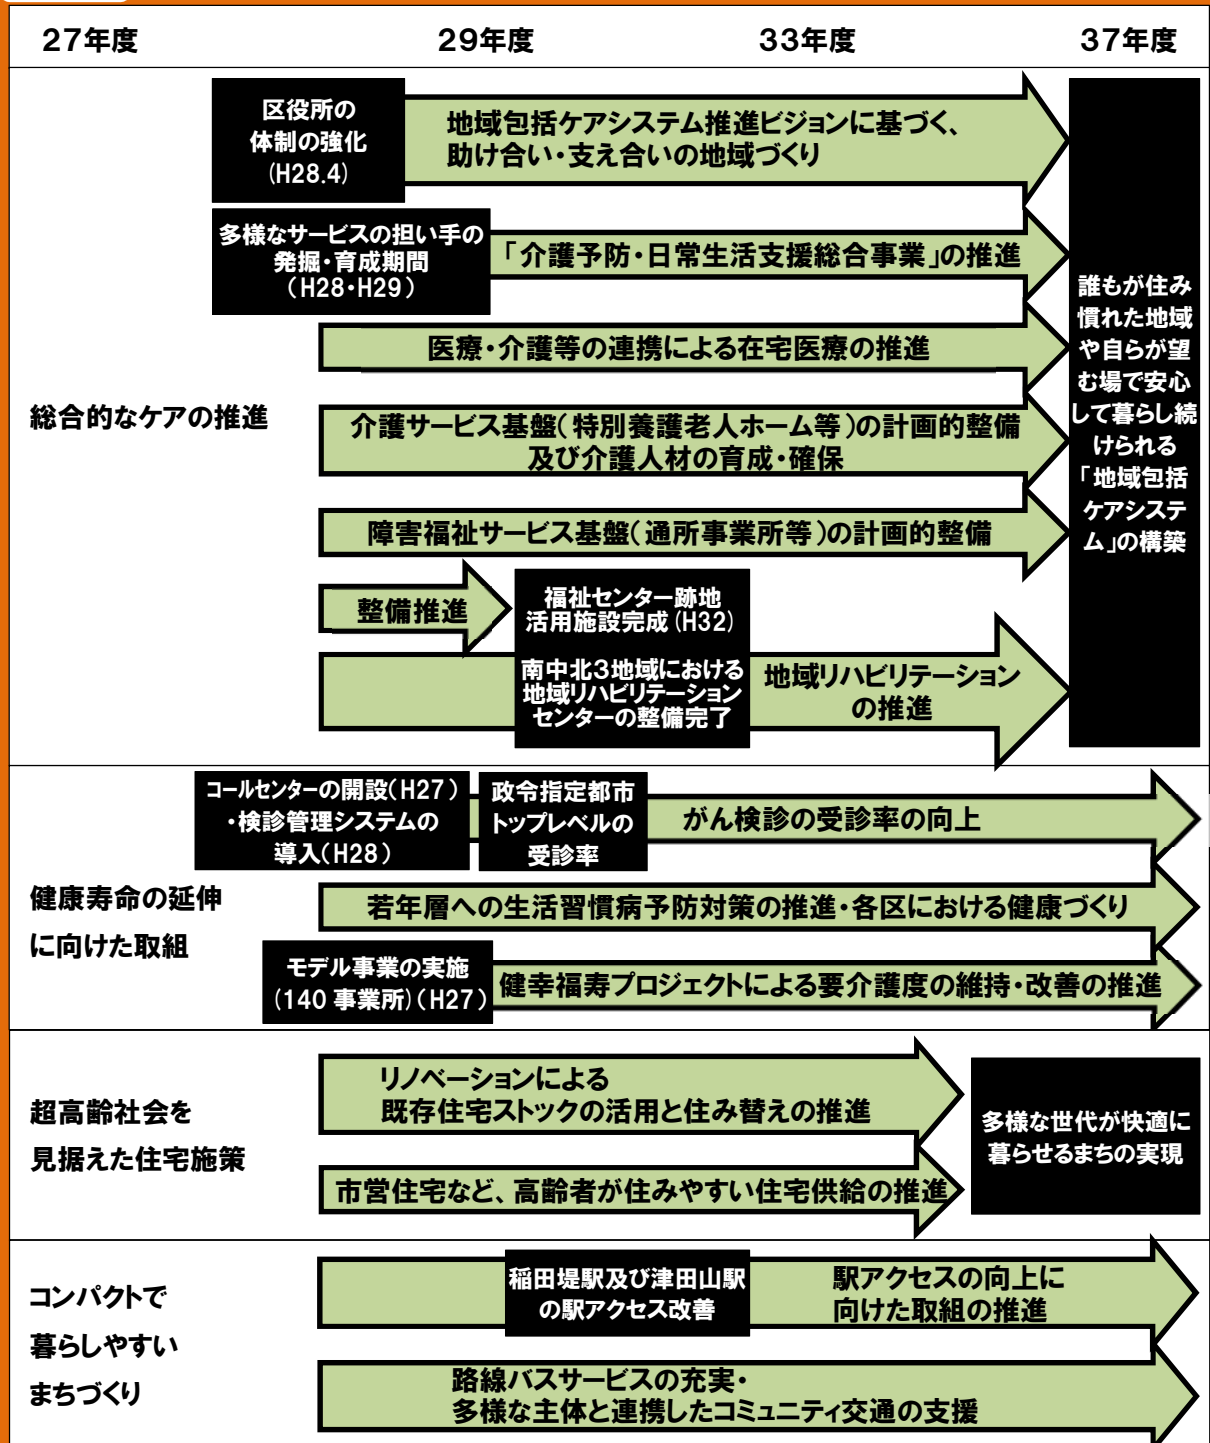 27年度 29年度 33年度 37年度
総合的なケアの推進
区役所の
体制の強化
(H28.4)
地域包括ケアシステム推進ビジョンに基づく、
助け合い・支え合いの地域づくり
多様なサービスの担い手の
発掘・育成期間
(H28・H29)
「介護予防・日常生活支援総合事業」の推進
医療・介護等の連携による在宅医療の推進
介護サービス基盤(特別養護老人ホーム等)の計画的整備
及び介護人材の育成・確保
障害福祉サービス基盤(通所事業所等)の計画的整備
整備推進
福祉センター跡地
活用施設完成(H32)
南中北3地域における
地域リハビリテーション
センターの整備完了
地域リハビリテーション
の推進
誰もが住み
慣れた地域
や自らが望
む場で安心
して暮らし続
けられる
「地域包括
ケアシステ
ム」の構築
健康寿命の延伸
に向けた取組
コールセンターの開設(H27)
・検診管理システムの
導入(H28)
政令指定都市
トップレベルの
受診率
がん検診の受診率の向上
若年層への生活習慣病予防対策の推進・各区における健康づくり
モデル事業の実施
(140事業所)(H27)
健幸福寿プロジェクトによる要介護度の維持・改善の推進
超高齢社会を
見据えた住宅施策
リノベーションによる
既存住宅ストックの活用と住み替えの推進
市営住宅など、高齢者が住みやすい住宅供給の推進
多様な世代が快適に
暮らせるまちの実現
コンパクトで
暮らしやすい
まちづくり
稲田堤駅及び津田山駅
の駅アクセス改善
駅アクセスの向上に
向けた取組の推進
路線バスサービスの充実・
多様な主体と連携したコミュニティ交通の支援